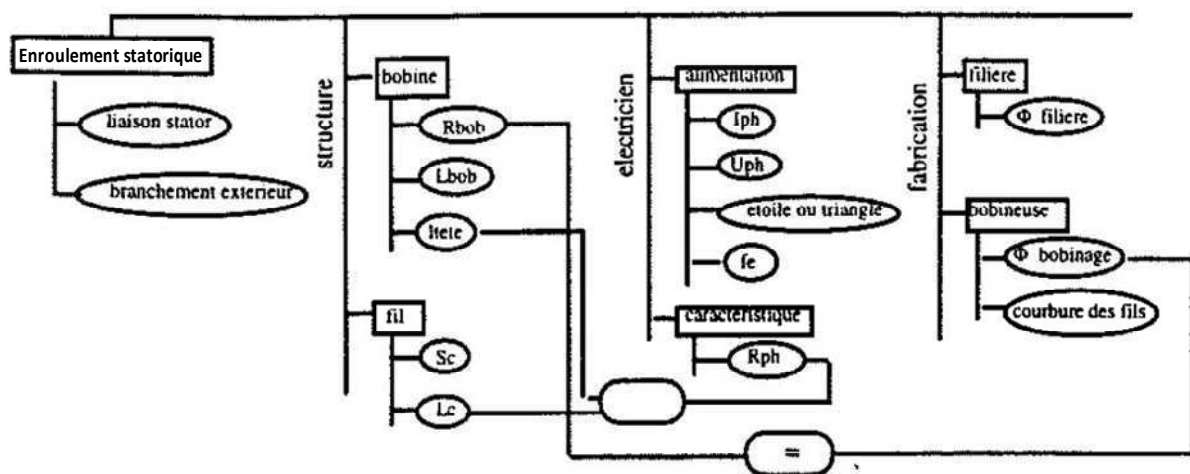 Enroulement statorique
liaison stator
branchement exterieur
structure
bobine
Rbob
Lbob
ltete
fil
Sc
Lc
electricien
alimentation
Iph
Uph
etoile ou triangle
fe
caractéristique
Rph
fabrication
filiere
Φ filiere
bobineuse
Φ bobinage
courbure des fils
=